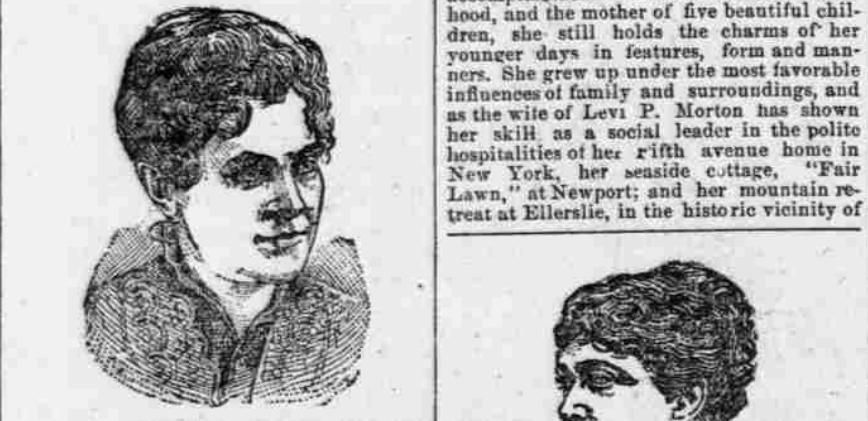 hood, and the mother of five beautiful chil-
dren, she still holds the charms of her
younger days in features, form and man-
ners. She grew up under the most favorable
influences of family and surroundings, and
as the wife of Levi P. Morton has shown
her skill as a social leader in the polite
hospitalities of her Fifth avenue home in
New York, her seaside cottage, "Fair
Lawn," at Newport; and her mountain re-
treat at Ellerslie, in the historic vicinity of